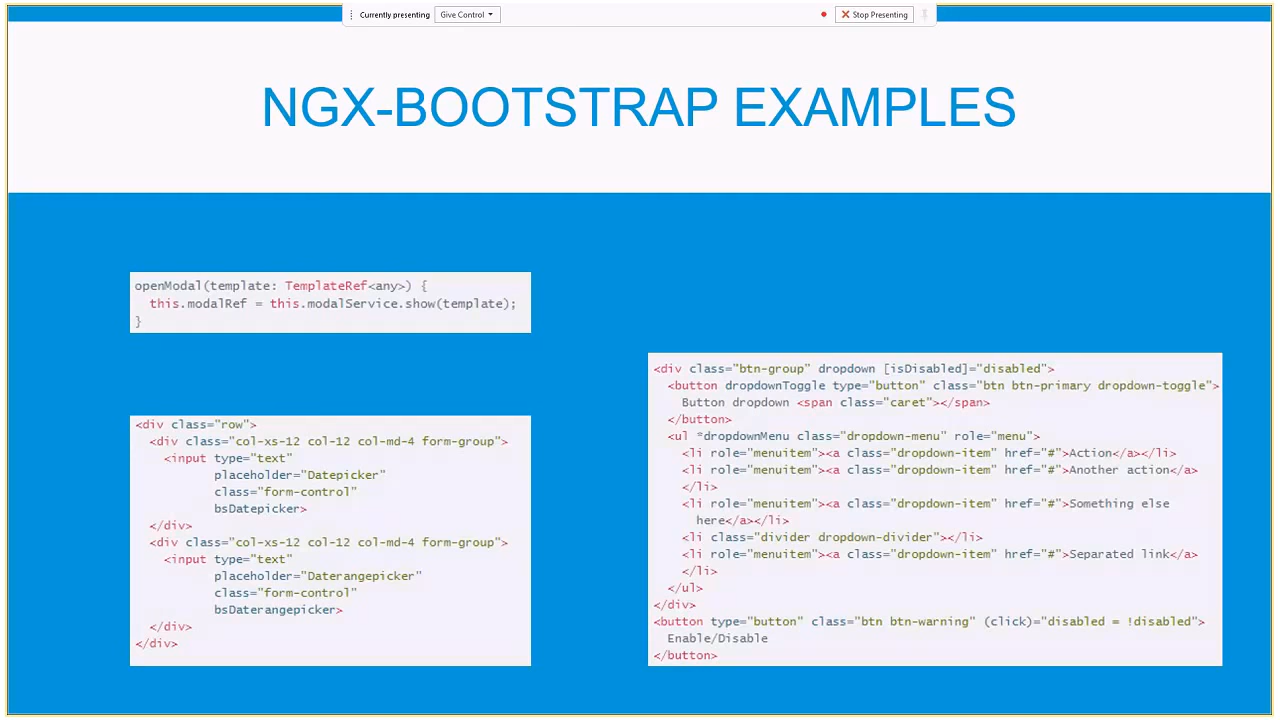 Currently presenting
Give Control
Stop Presenting
NGX-BOOTSTRAP EXAMPLES
openModal(template: TemplateRef<any>) {
  this.modalRef = this.modalService.show(template);
}
<div class="row">
  <div class="col-xs-12 col-12 col-md-4 form-group">
    <input type="text"
           placeholder="Datepicker"
           class="form-control"
           bsDatepicker>
  </div>
  <div class="col-xs-12 col-12 col-md-4 form-group">
    <input type="text"
           placeholder="Daterangepicker"
           class="form-control"
           bsDaterangepicker>
  </div>
</div>
<div class="btn-group" dropdown [isDisabled]="disabled">
  <button dropdownToggle type="button" class="btn btn-primary dropdown-toggle">
    Button dropdown <span class="caret"></span>
  </button>
  <ul *dropdownMenu class="dropdown-menu" role="menu">
    <li role="menuitem"><a class="dropdown-item" href="#">Action</a></li>
    <li role="menuitem"><a class="dropdown-item" href="#">Another action</a>
    </li>
    <li role="menuitem"><a class="dropdown-item" href="#">Something else
      here</a></li>
    <li class="divider dropdown-divider"></li>
    <li role="menuitem"><a class="dropdown-item" href="#">Separated link</a>
    </li>
  </ul>
</div>
<button type="button" class="btn btn-warning" (click)="disabled = !disabled">
  Enable/Disable
</button>